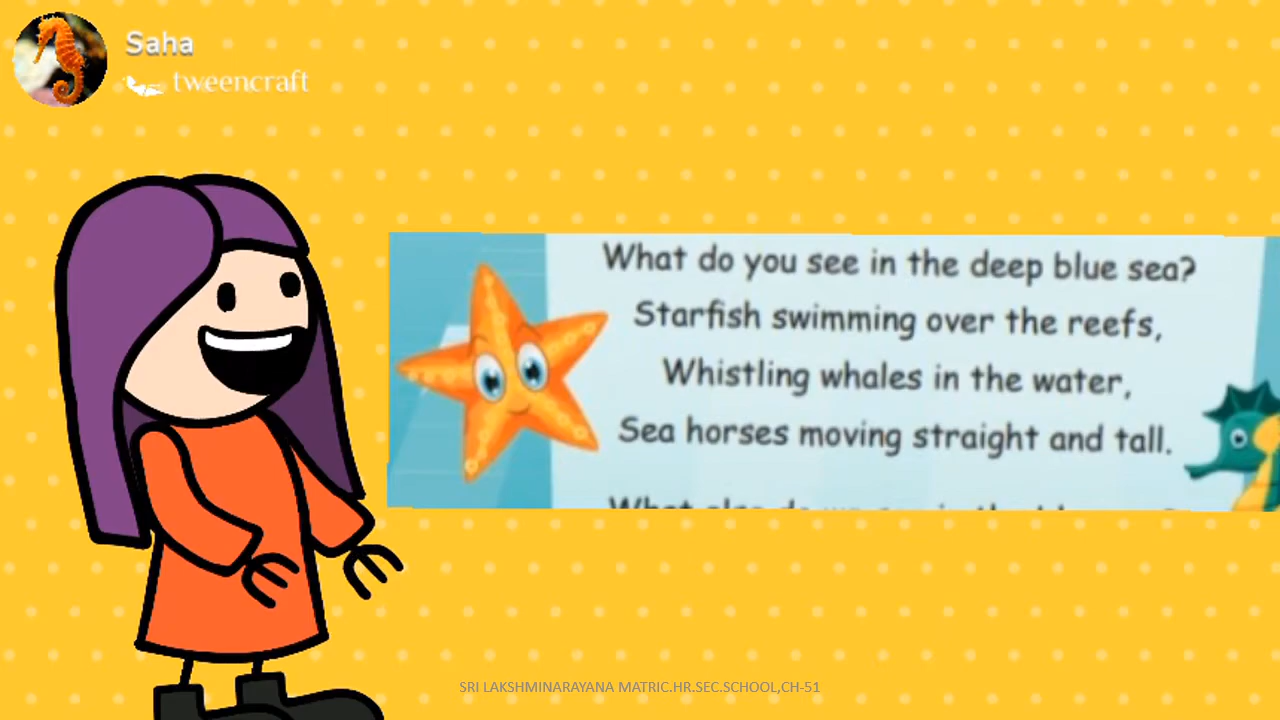 Saha
tweencraft
What do you see in the deep blue sea?
Starfish swimming over the reefs,
Whistling whales in the water,
Sea horses moving straight and tall.
SRI LAKSHMINARAYANA MATRIC.HR.SEC.SCHOOL,CH-51